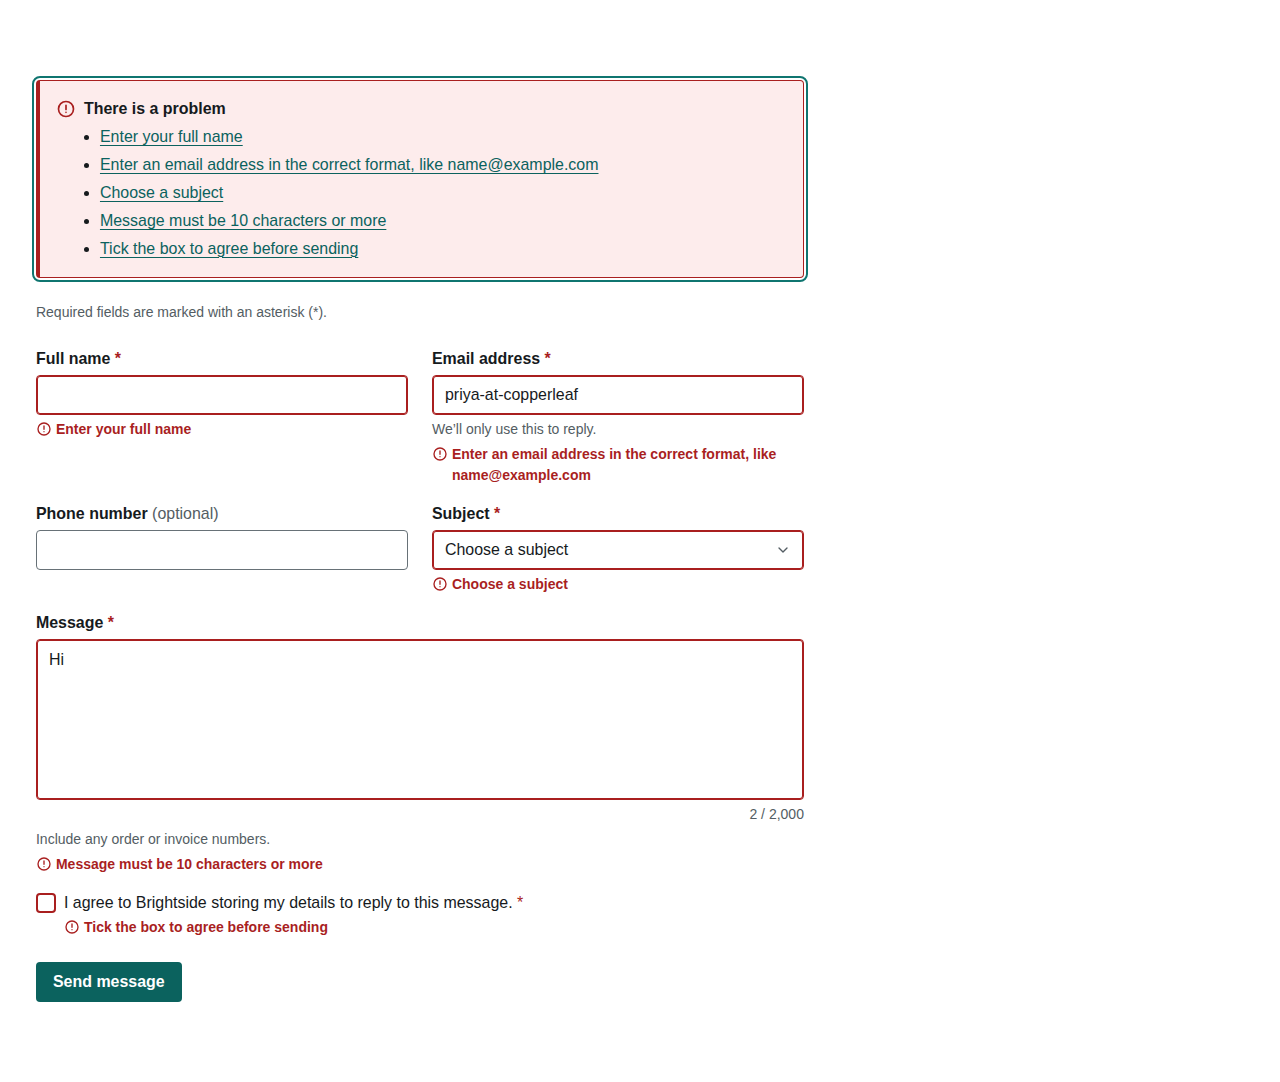 There is a problem
Enter your full name
Enter an email address in the correct format, like name@example.com
Choose a subject
Message must be 10 characters or more
Tick the box to agree before sending
Required fields are marked with an asterisk (*).
Full name *
Enter your full name
Email address *
priya-at-copperleaf
We'll only use this to reply.
Enter an email address in the correct format, like
name@example.com
Phone number (optional)
Subject *
Choose a subject
Choose a subject
Message *
Hi
2 / 2,000
Include any order or invoice numbers.
Message must be 10 characters or more
I agree to Brightside storing my details to reply to this message. *
Tick the box to agree before sending
Send message